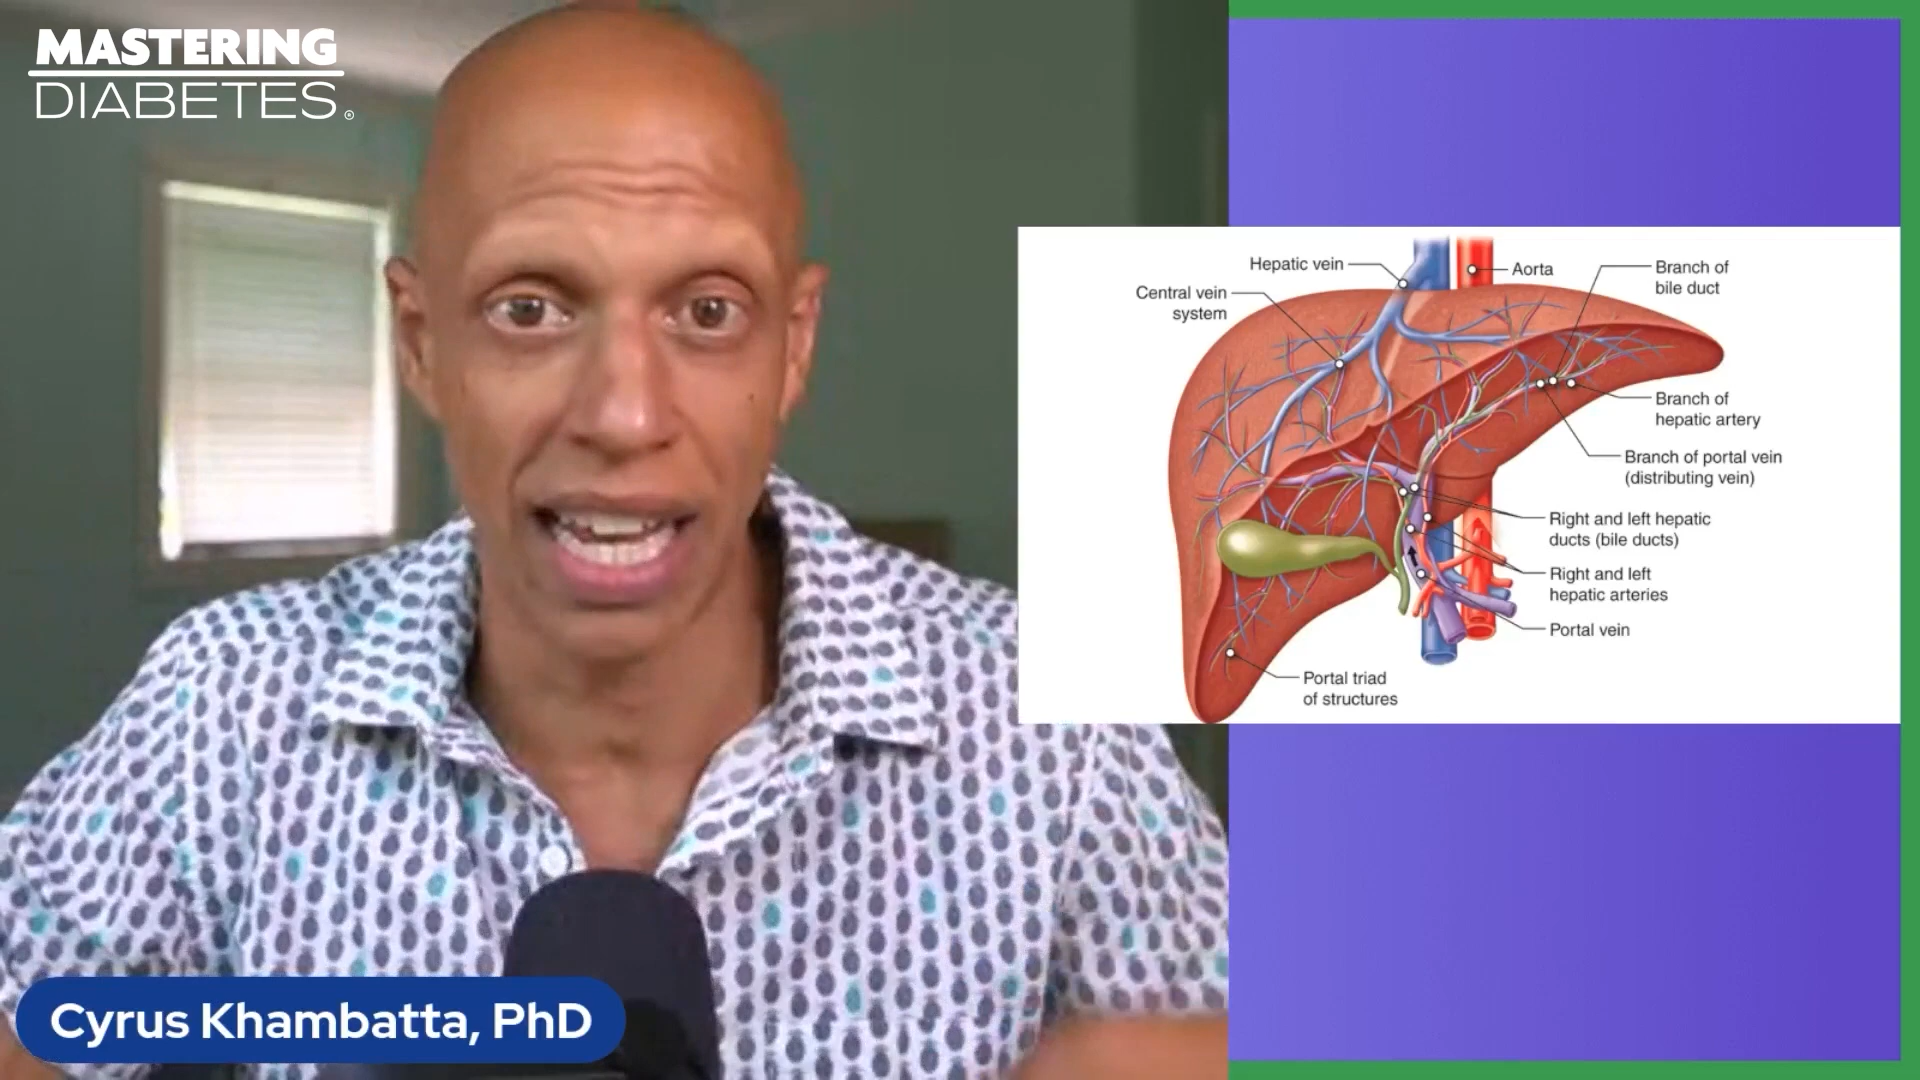 MASTERING
DIABETES®
Hepatic vein
Aorta
Branch of
bile duct
Central vein
system
Branch of
hepatic artery
Branch of portal vein
(distributing vein)
Right and left hepatic
ducts (bile ducts)
Right and left
hepatic arteries
Portal vein
Portal triad
of structures
Cyrus Khambatta, PhD